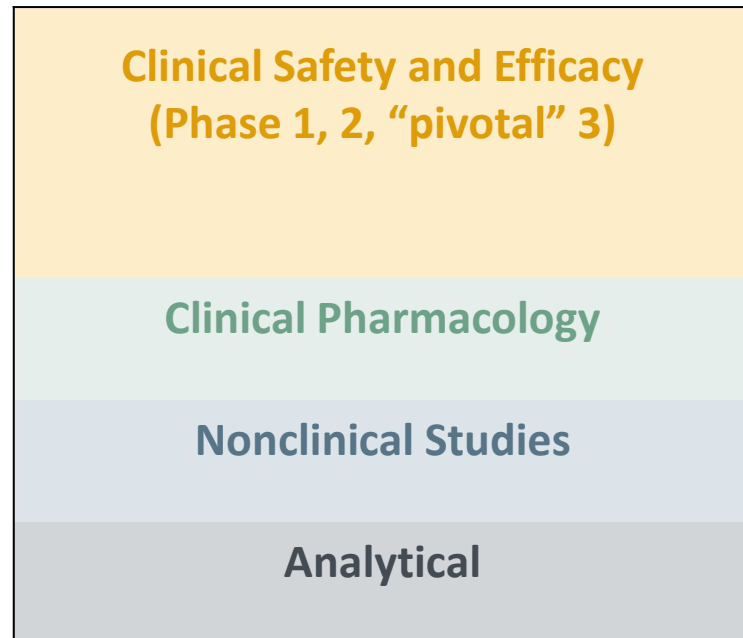 Clinical Safety and Efficacy
(Phase 1, 2, “pivotal” 3)
Clinical Pharmacology
Nonclinical Studies
Analytical